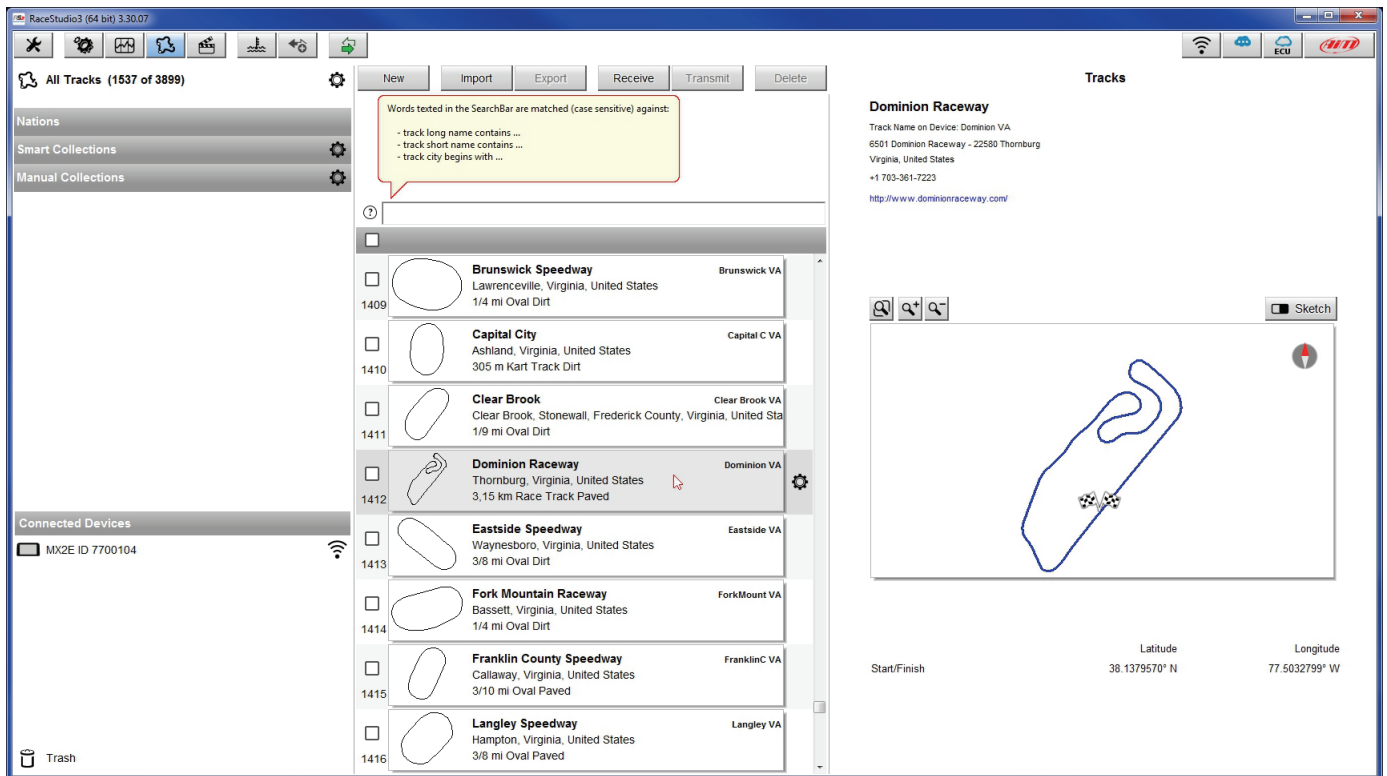 RaceStudio3 (64 bit) 3.30.07
ECU
AiM
All Tracks (1537 of 3899)
Nations
Smart Collections
Manual Collections
Connected Devices
MX2E ID 7700104
Trash
New Import Export Receive Transmit Delete
Words texted in the SearchBar are matched (case sensitive) against:
- track long name contains ...
- track short name contains ...
- track city begins with ...
?
Brunswick Speedway Brunswick VA
Lawrenceville, Virginia, United States
1409 1/4 mi Oval Dirt
Capital City Capital C VA
Ashland, Virginia, United States
1410 305 m Kart Track Dirt
Clear Brook Clear Brook VA
Clear Brook, Stonewall, Frederick County, Virginia, United Sta
1411 1/9 mi Oval Dirt
Dominion Raceway Dominion VA
Thornburg, Virginia, United States
1412 3,15 km Race Track Paved
Eastside Speedway Eastside VA
Waynesboro, Virginia, United States
1413 3/8 mi Oval Dirt
Fork Mountain Raceway ForkMount VA
Bassett, Virginia, United States
1414 1/4 mi Oval Dirt
Franklin County Speedway FranklinC VA
Callaway, Virginia, United States
1415 3/10 mi Oval Paved
Langley Speedway Langley VA
Hampton, Virginia, United States
1416 3/8 mi Oval Paved
Tracks
Dominion Raceway
Track Name on Device: Dominion VA
6501 Dominion Raceway - 22580 Thornburg
Virginia, United States
+1 703-361-7223
http://www.dominionraceway.com/
Sketch
Latitude Longitude
Start/Finish 38.1379570° N 77.5032799° W